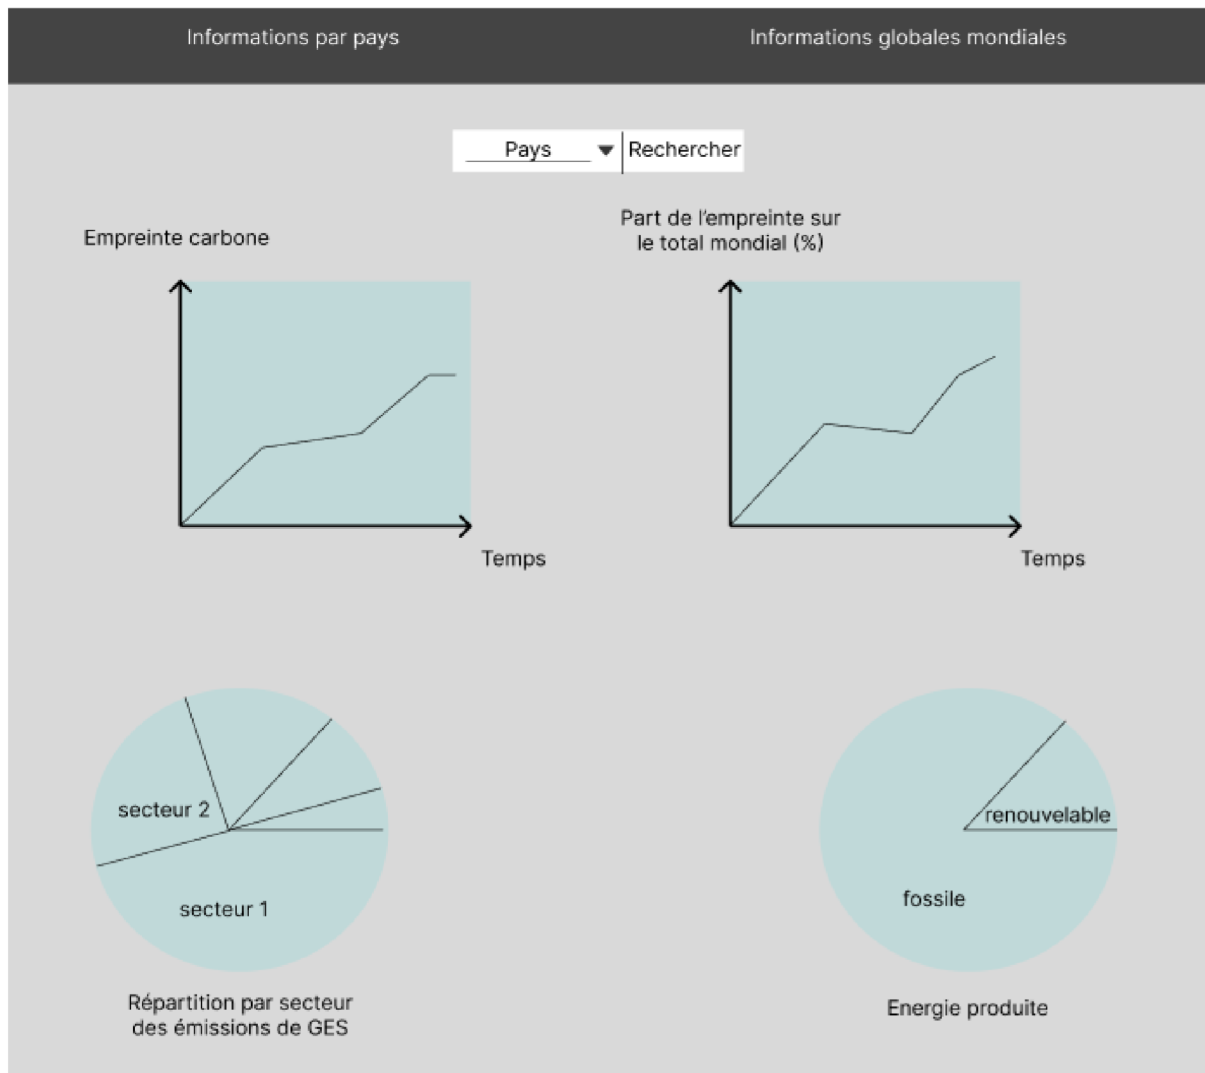 Informations par pays
Informations globales mondiales
Pays
Rechercher
Empreinte carbone
Part de l'empreinte sur
le total mondial (%)
Temps
Temps
secteur 2
secteur 1
renouvelable
fossile
Répartition par secteur
des émissions de GES
Energie produite